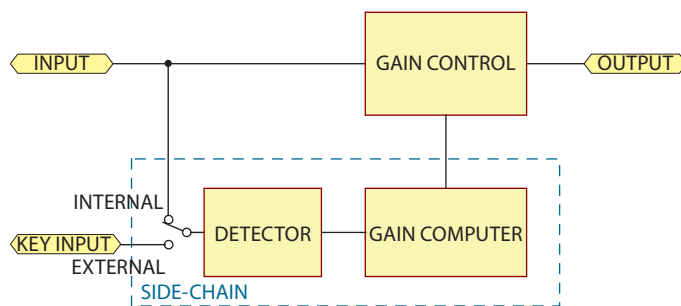 INPUT
GAIN CONTROL
OUTPUT
INTERNAL
KEY INPUT
EXTERNAL
DETECTOR
GAIN COMPUTER
SIDE-CHAIN